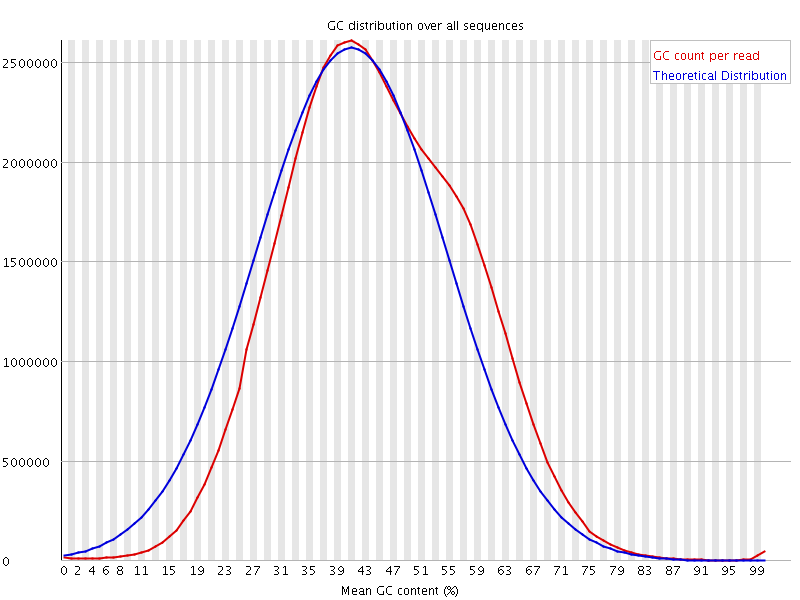 GC distribution over all sequences
GC count per read
Theoretical Distribution
2500000
2000000
1500000
1000000
500000
0
0 2 4 6 8 11 15 19 23 27 31 35 39 43 47 51 55 59 63 67 71 75 79 83 87 91 95 99
Mean GC content (%)